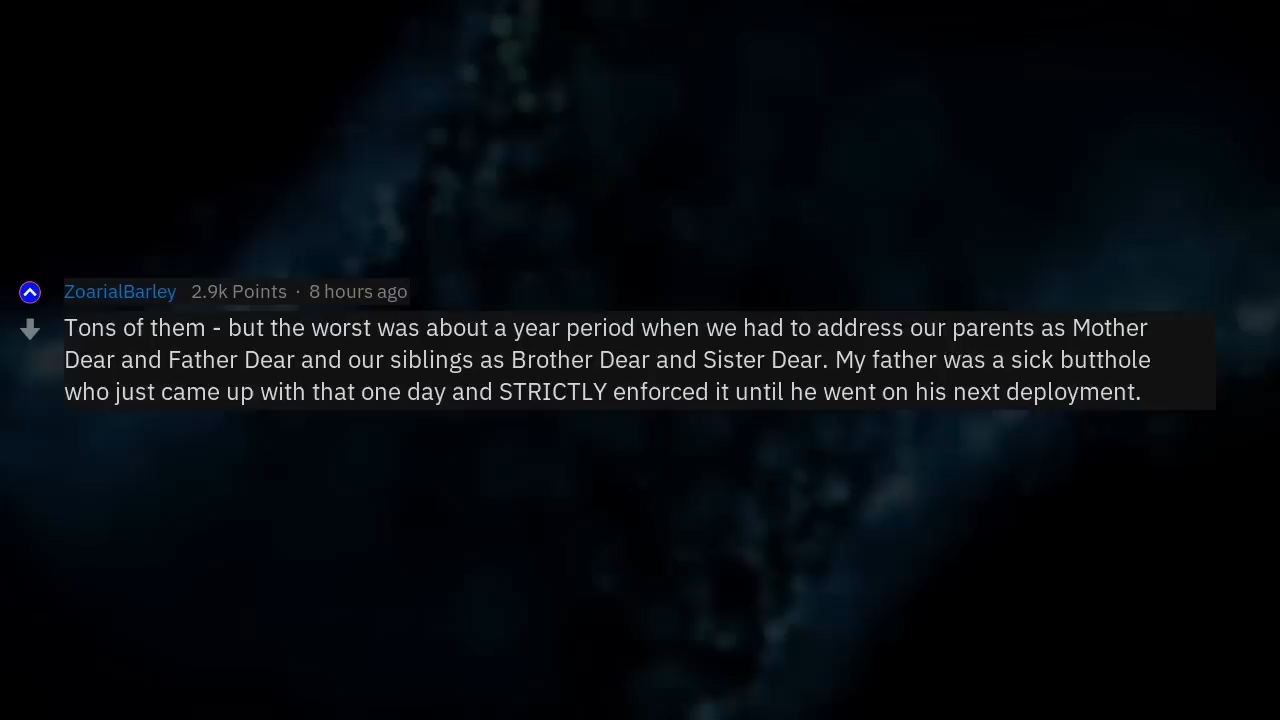 ZoarialBarley 2.9k Points · 8 hours ago
Tons of them - but the worst was about a year period when we had to address our parents as Mother
Dear and Father Dear and our siblings as Brother Dear and Sister Dear. My father was a sick butthole
who just came up with that one day and STRICTLY enforced it until he went on his next deployment.